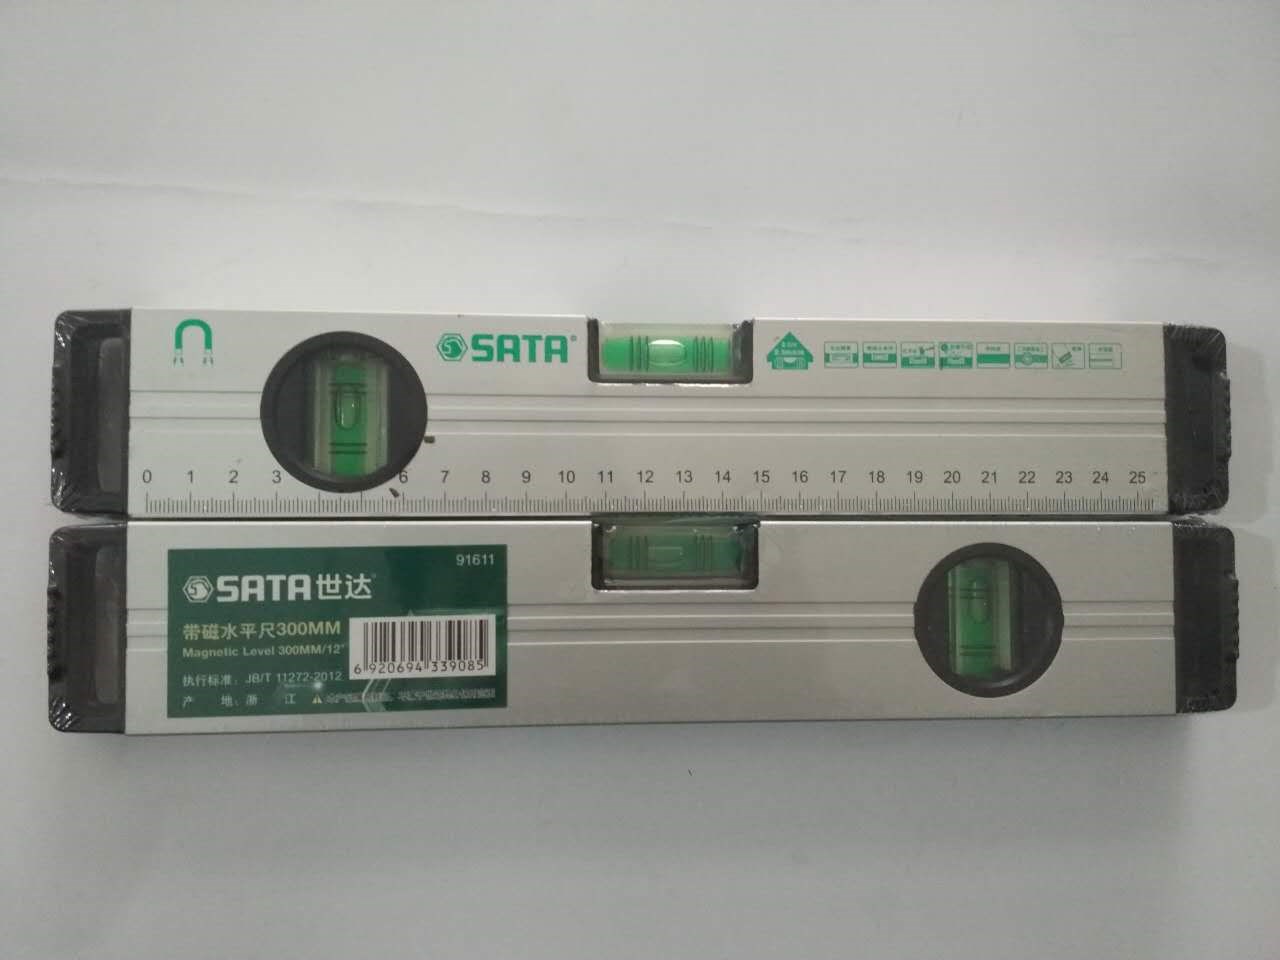 SATA
0 1 2 3 6 7 8 9 10 11 12 13 14 15 16 17 18 19 20 21 22 23 24 25
91611
SATA世达
带磁水平尺300MM
Magnetic Level 300MM/12"
6 920694 339085
执行标准: JB/T 11272-2012
产 地: 浙 江